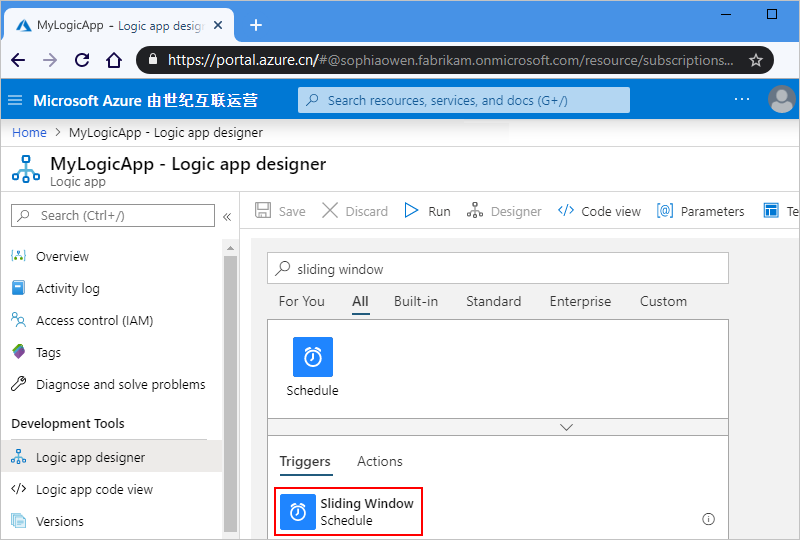 MyLogicApp - Logic app desig
https://portal.azure.cn/#@sophiaowen.fabrikam.onmicrosoft.com/resource/subscriptions...
Microsoft Azure 由世纪互联运营
Search resources, services, and docs (G+/)
Home > MyLogicApp - Logic app designer
MyLogicApp - Logic app designer
Logic app
Search (Ctrl+/)
Save Discard Run Designer Code view Parameters Te
Overview
Activity log
Access control (IAM)
Tags
Diagnose and solve problems
Development Tools
Logic app designer
Logic app code view
Versions
sliding window
For You All Built-in Standard Enterprise Custom
Schedule
Triggers Actions
Sliding Window
Schedule